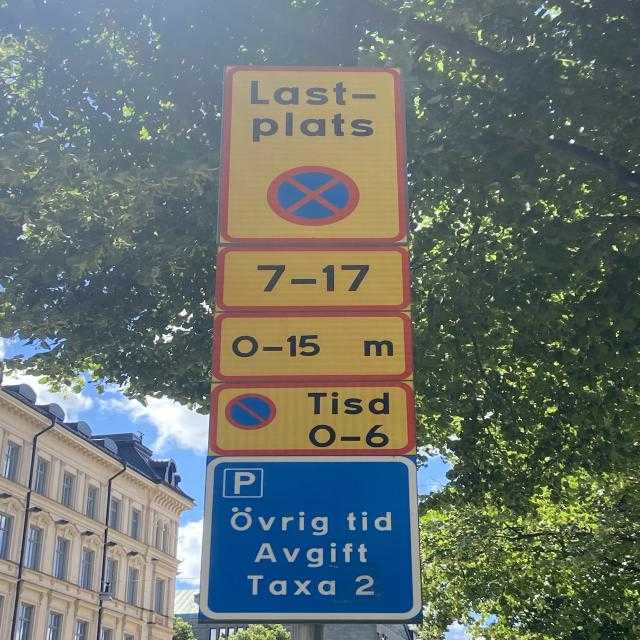 Last-
plats
7-17
0-15 m
Tisd
0-6
P
Övrig tid
Avgift
Taxa 2